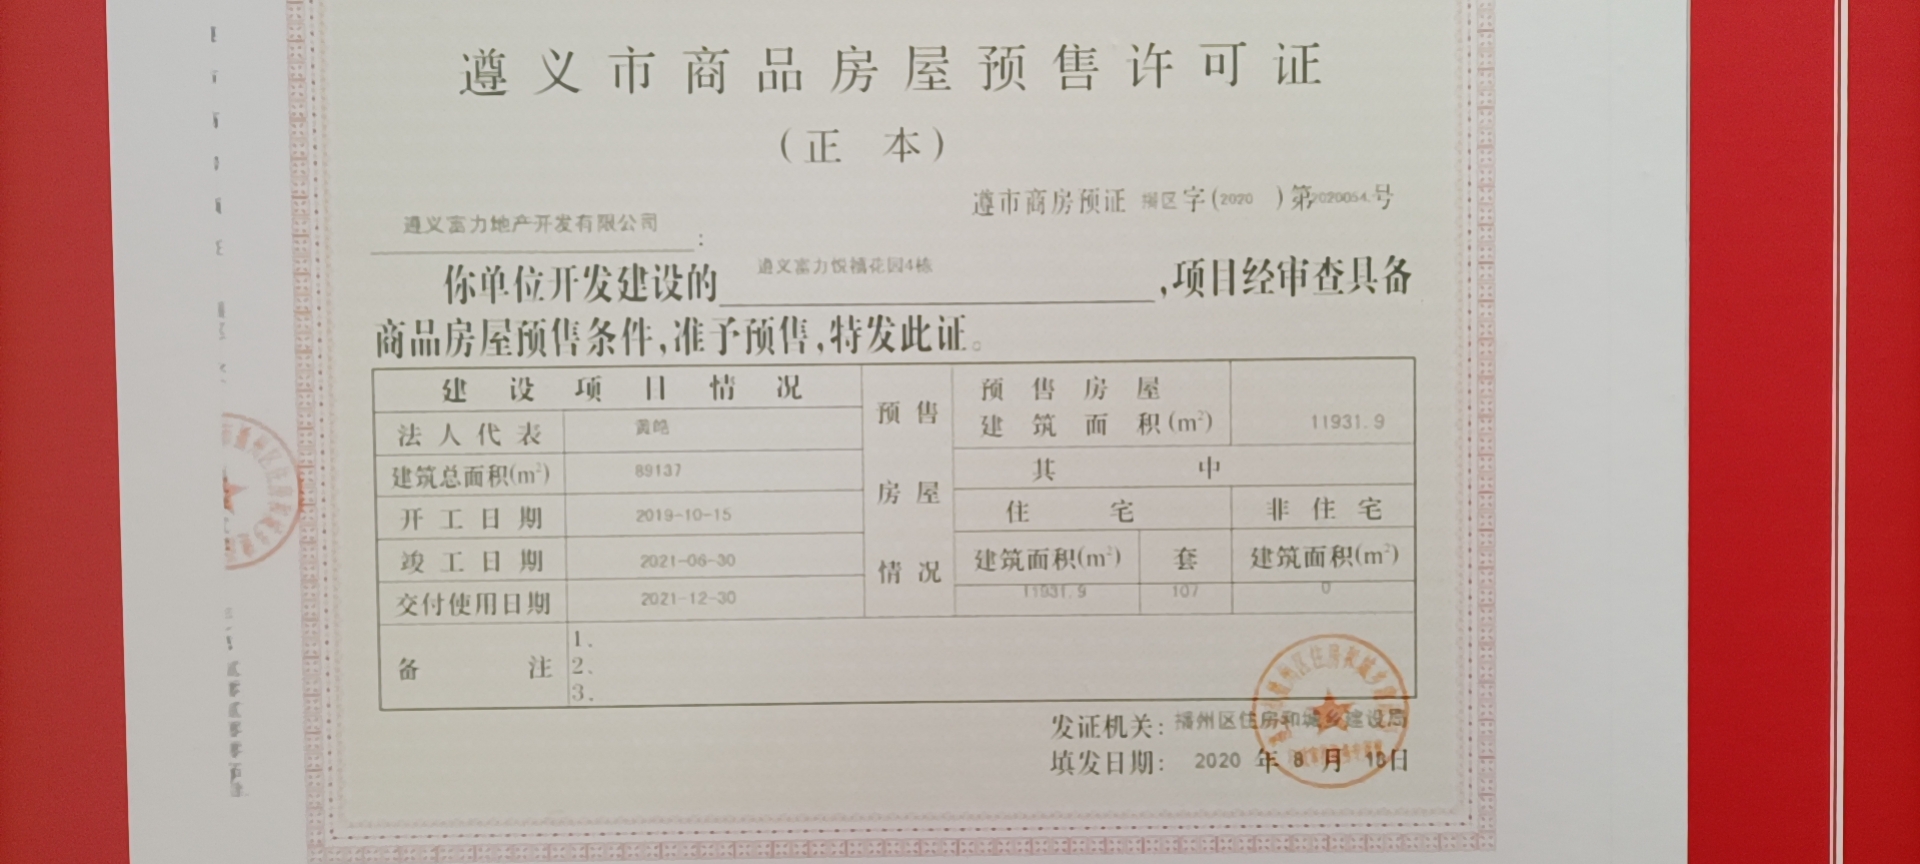 遵义市商品房屋预售许可证
(正 本)
遵市商房预证 播区 字(2020 )第2020054.号
遵义富力地产开发有限公司:
你单位开发建设的 遵义富力悦禧花园4栋 ,项目经审查具备
商品房屋预售条件,准予预售,特发此证。
建设项目情况
法人代表 黄皓
建筑总面积(m²) 89137
开工日期 2019-10-15
竣工日期 2021-06-30
交付使用日期 2021-12-30
预售房屋情况
预售房屋建筑面积(m²) 11931.9
其 中
住 宅 非住宅
建筑面积(m²) 套 建筑面积(m²)
11931.9 107 0
备 注
1、
2、
3、
发证机关: 播州区住房和城乡建设局
填发日期: 2020 年 8 月 18日